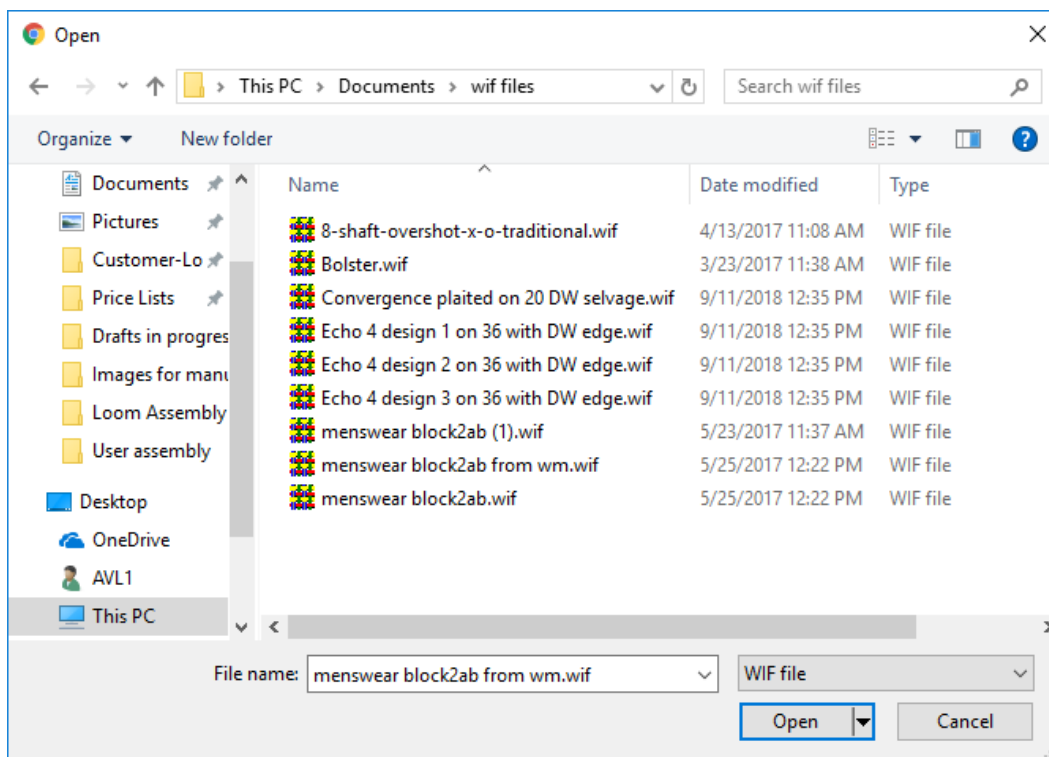 Open
This PC > Documents > wif files
Search wif files
Organize
New folder
Documents
Pictures
Customer-Lo
Price Lists
Drafts in progres
Images for manu
Loom Assembly
User assembly
Desktop
OneDrive
AVL1
This PC
Name Date modified Type
8-shaft-overshot-x-o-traditional.wif 4/13/2017 11:08 AM WIF file
Bolster.wif 3/23/2017 11:38 AM WIF file
Convergence plaited on 20 DW selvage.wif 9/11/2018 12:35 PM WIF file
Echo 4 design 1 on 36 with DW edge.wif 9/11/2018 12:35 PM WIF file
Echo 4 design 2 on 36 with DW edge.wif 9/11/2018 12:35 PM WIF file
Echo 4 design 3 on 36 with DW edge.wif 9/11/2018 12:35 PM WIF file
menswear block2ab (1).wif 5/23/2017 11:37 AM WIF file
menswear block2ab from wm.wif 5/25/2017 12:22 PM WIF file
menswear block2ab.wif 5/25/2017 12:22 PM WIF file
File name: menswear block2ab from wm.wif
WIF file
Open
Cancel